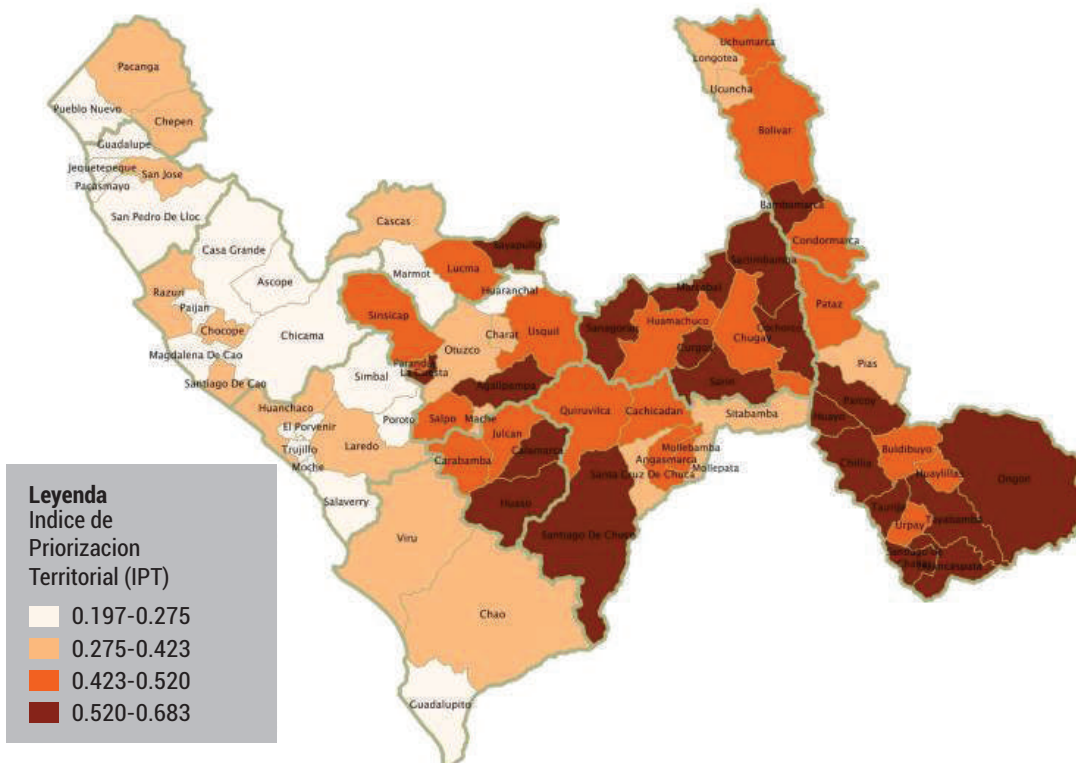 Uchumarca
Longotea
Ucuncha
Pacanga
Pueblo Nuevo
Chepen
Guadalupe
Bolivar
Jequetepeque
San Jose
Pacasmayo
San Pedro De Lloc
Cascas
Bambamarca
Casa Grande
Condormarca
Sayapullo
Sartimbamba
Marmot
Lucma
Ascope
Razuri
Huaranchal
Marcabal
Pataz
Paijan
Sinsicap
Usquil
Sanagoran
Huamachuco
Chocope
Chicama
Charat
Chugay
Cochorco
Otuzco
Curgos
Magdalena De Cao
Paranday
La Cuesta
Pias
Santiago De Cao
Simbal
Agallpampa
Sarin
Parcoy
Huanchaco
Quiruvilca
Cachicadan
Sitabamba
Huayo
El Porvenir
Poroto
Salpo
Mache
Trujillo
Laredo
Julcan
Mollebamba
Buldibuyo
Moche
Carabamba
Calamarca
Angasmarca
Mollepata
Chillia
Huaylillas
Ongon
Santa Cruz De Chuca
Salaverry
Huaso
Taurija
Tayabamba
Urpay
Viru
Santiago De Chuco
Santiago De
Challas
Huancaspata
Chao
Guadalupito
Leyenda
Indice de
Priorizacion
Territorial (IPT)
0.197-0.275
0.275-0.423
0.423-0.520
0.520-0.683